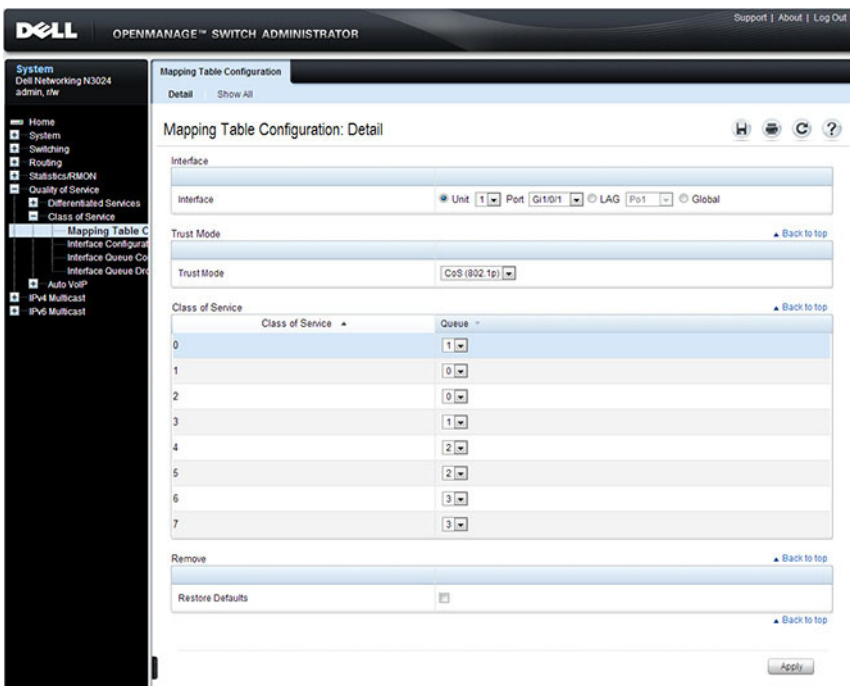 Support | About | Log Out
DELL OPENMANAGE™ SWITCH ADMINISTRATOR
System
Dell Networking N3024
admin, r/w
Home
System
Switching
Routing
Statistics/RMON
Quality of Service
Differentiated Services
Class of Service
Mapping Table C
Interface Configurat
Interface Queue Co
Interface Queue Dro
Auto VoIP
IPv4 Multicast
IPv6 Multicast
Mapping Table Configuration
Detail Show All
Mapping Table Configuration: Detail
Interface
Interface Unit 1 Port Gi1/0/1 LAG Po1 Global
Trust Mode Back to top
Trust Mode CoS (802.1p)
Class of Service Back to top
Class of Service Queue
0 1
1 0
2 0
3 1
4 2
5 2
6 3
7 3
Remove Back to top
Restore Defaults
Back to top
Apply